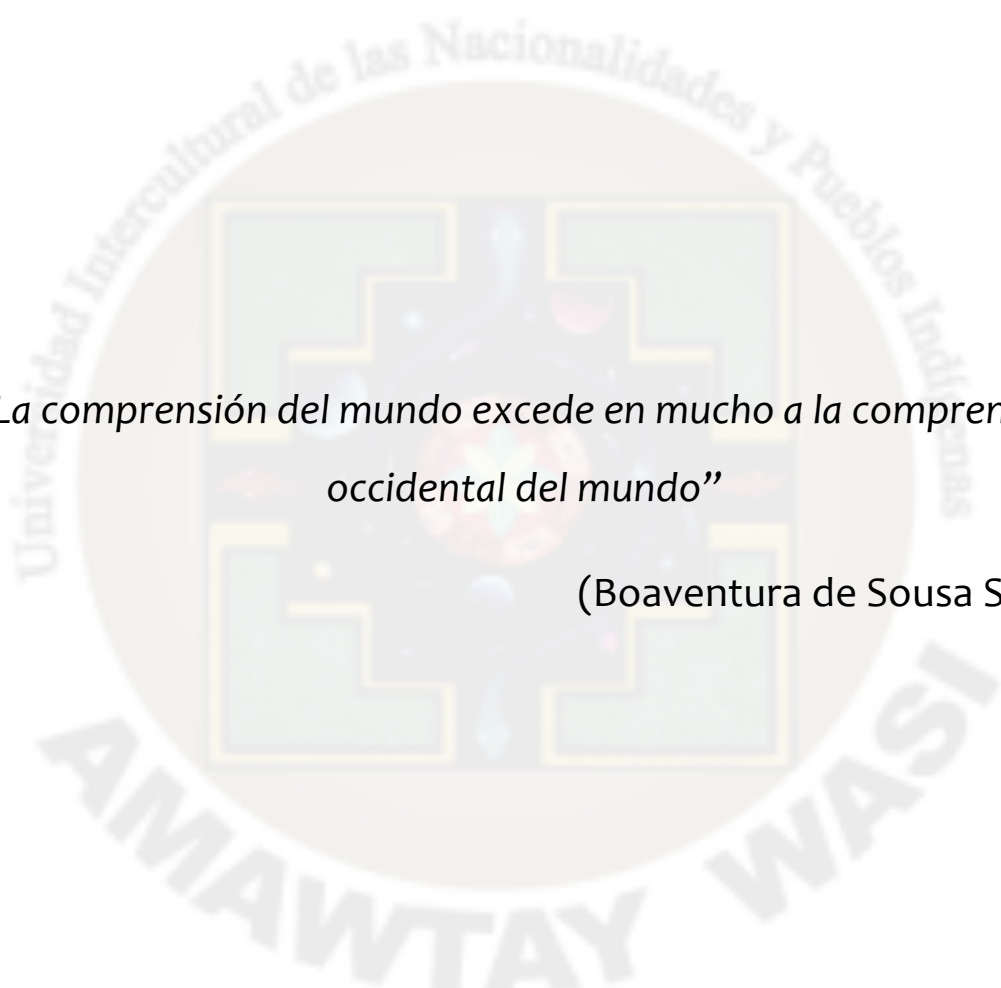 Universidad Intercultural de las Nacionalidades y Pueblos Indígenas
La comprensión del mundo excede en mucho a la compren
occidental del mundo”
(Boaventura de Sousa S
AMAWTAY WASI